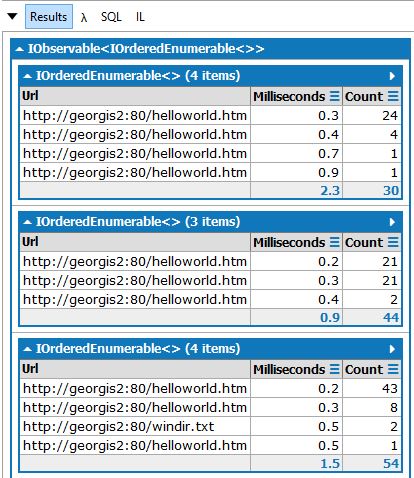 Results λ SQL IL
IObservable<IOrderedEnumerable<>>
IOrderedEnumerable<> (4 items)
Url Milliseconds Count
http://georgis2:80/helloworld.htm 0.3 24
http://georgis2:80/helloworld.htm 0.4 4
http://georgis2:80/helloworld.htm 0.7 1
http://georgis2:80/helloworld.htm 0.9 1
2.3 30
IOrderedEnumerable<> (3 items)
Url Milliseconds Count
http://georgis2:80/helloworld.htm 0.2 21
http://georgis2:80/helloworld.htm 0.3 21
http://georgis2:80/helloworld.htm 0.4 2
0.9 44
IOrderedEnumerable<> (4 items)
Url Milliseconds Count
http://georgis2:80/helloworld.htm 0.2 43
http://georgis2:80/helloworld.htm 0.3 8
http://georgis2:80/windir.txt 0.5 2
http://georgis2:80/helloworld.htm 0.5 1
1.5 54